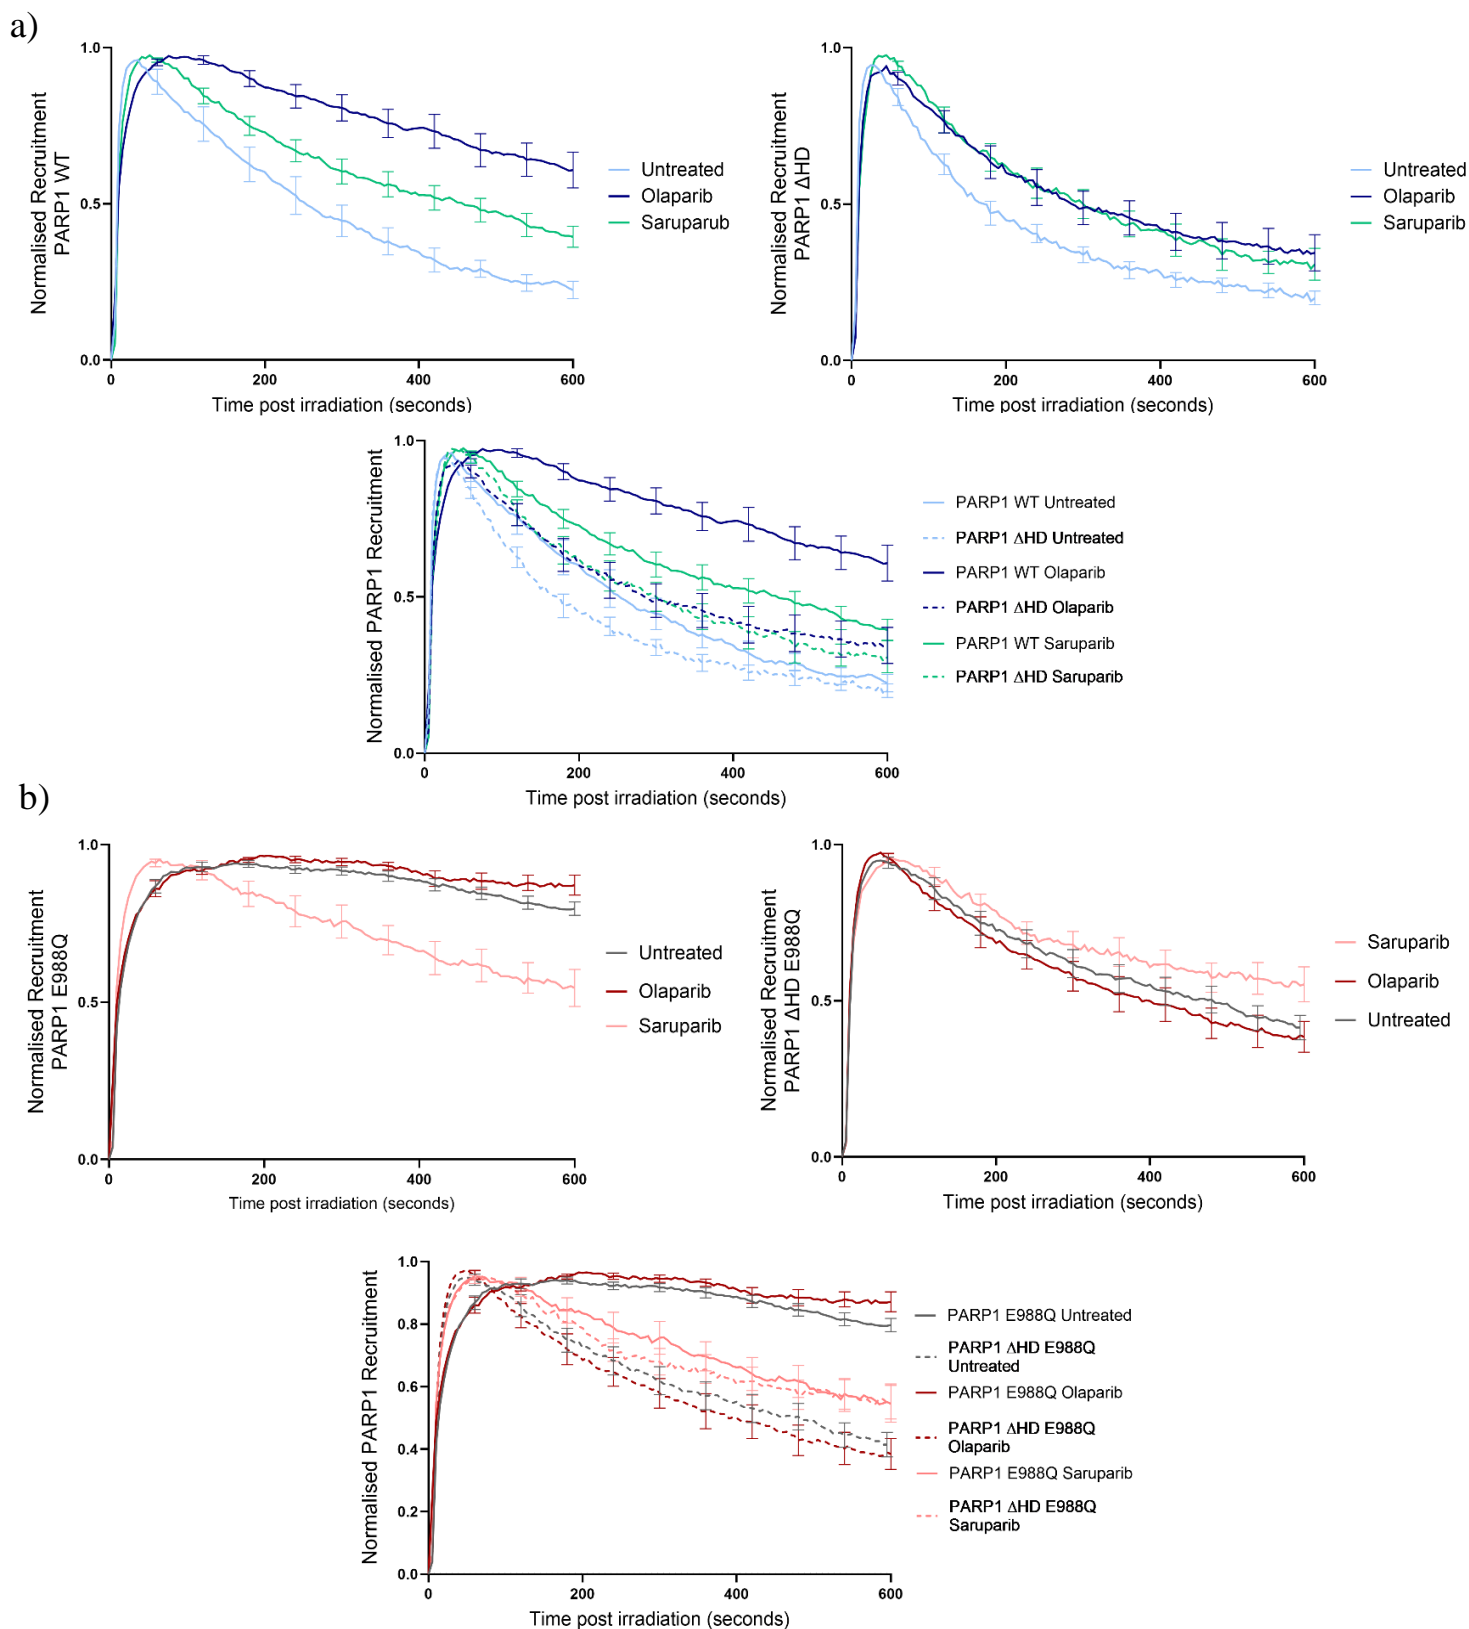 a)
Normalised Recruitment
PARP1 WT
1.0
0.5
0.0
0
200
400
600
Time post irradiation (seconds)
Untreated
Olaparib
Saruparub
Normalised Recruitment
PARP1 ΔHD
1.0
0.5
0.0
0
200
400
600
Time post irradiation (seconds)
Untreated
Olaparib
Saruparib
Normalised PARP1 Recruitment
1.0
0.5
0.0
0
200
400
600
Time post irradiation (seconds)
PARP1 WT Untreated
PARP1 ΔHD Untreated
PARP1 WT Olaparib
PARP1 ΔHD Olaparib
PARP1 WT Saruparib
PARP1 ΔHD Saruparib
b)
Normalised Recruitment
PARP1 E988Q
1.0
0.5
0.0
0
200
400
600
Time post irradiation (seconds)
Untreated
Olaparib
Saruparib
Normalised Recruitment
PARP1 ΔHD E988Q
1.0
0.5
0.0
0
200
400
600
Time post irradiation (seconds)
Saruparib
Olaparib
Untreated
Normalised PARP1 Recruitment
1.0
0.8
0.6
0.4
0.2
0.0
0
200
400
600
Time post irradiation (seconds)
PARP1 E988Q Untreated
PARP1 ΔHD E988Q
Untreated
PARP1 E988Q Olaparib
PARP1 ΔHD E988Q
Olaparib
PARP1 E988Q Saruparib
PARP1 ΔHD E988Q
Saruparib